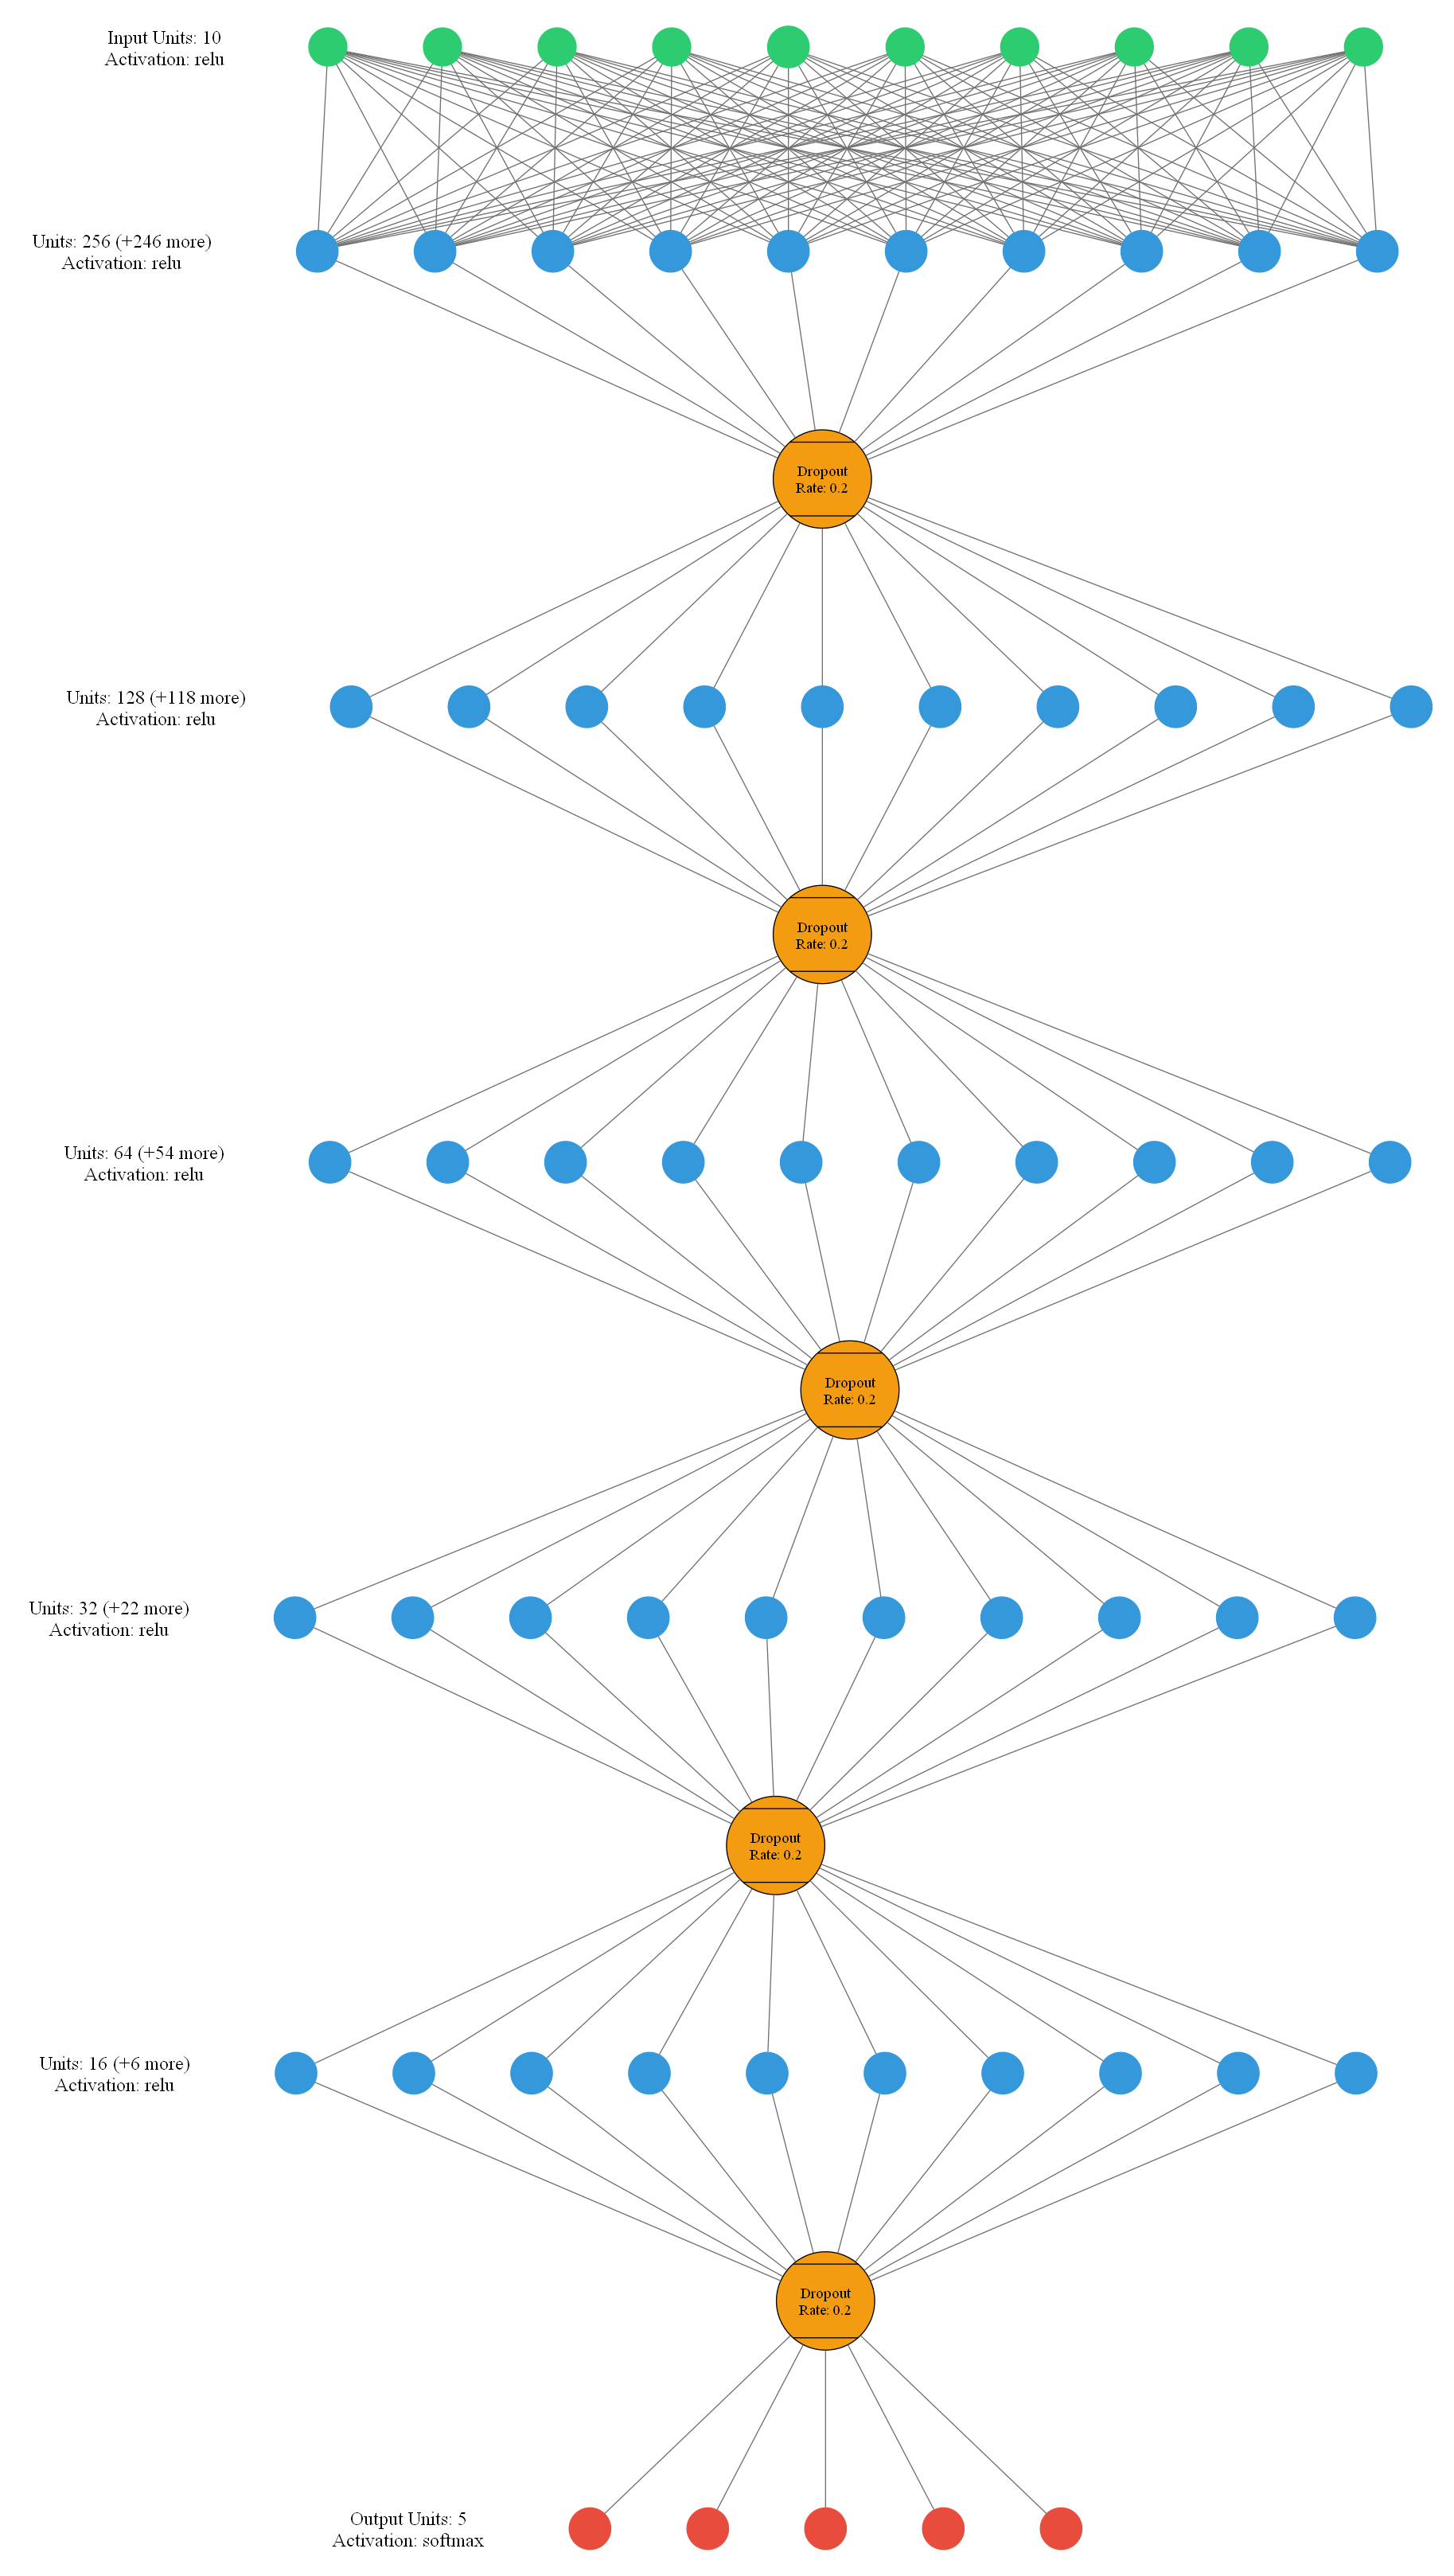 Input Units: 10
Activation: relu
Units: 256 (+246 more)
Activation: relu
Dropout
Rate: 0.2
Units: 128 (+118 more)
Activation: relu
Dropout
Rate: 0.2
Units: 64 (+54 more)
Activation: relu
Dropout
Rate: 0.2
Units: 32 (+22 more)
Activation: relu
Dropout
Rate: 0.2
Units: 16 (+6 more)
Activation: relu
Dropout
Rate: 0.2
Output Units: 5
Activation: softmax